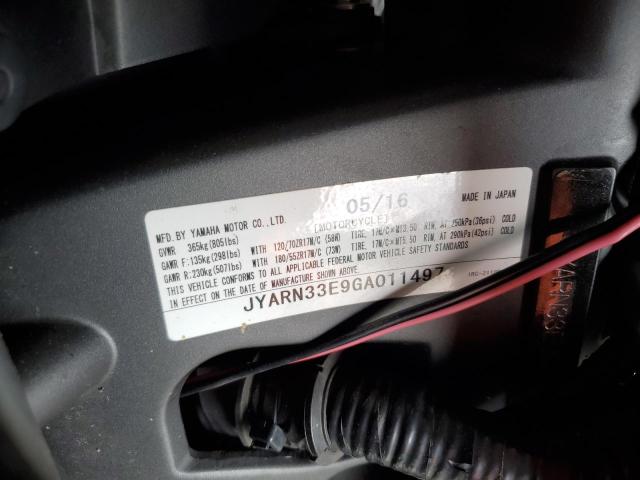 05/16
MADE IN JAPAN
MFD.BY YAMAHA MOTOR CO.,LTD.
[MOTORCYCLE]
GVWR 365kg(805lbs)
GAWR F:135kg(298lbs) WITH 120/70ZR17M/C (58W) TIRE, 17M/C×MT3.50 RIM, AT 250kPa(36psi) COLD
GAWR R:230kg(507lbs) WITH 180/55ZR17M/C (73W) TIRE, 17M/C×MT5.50 RIM, AT 290kPa(42psi) COLD
THIS VEHICLE CONFORMS TO ALL APPLICABLE FEDERAL MOTOR VEHICLE SAFETY STANDARDS
IN EFFECT ON THE DATE OF MANUFACTURE SHOWN ABOVE.
JYARN33E9GA011497
YARN33